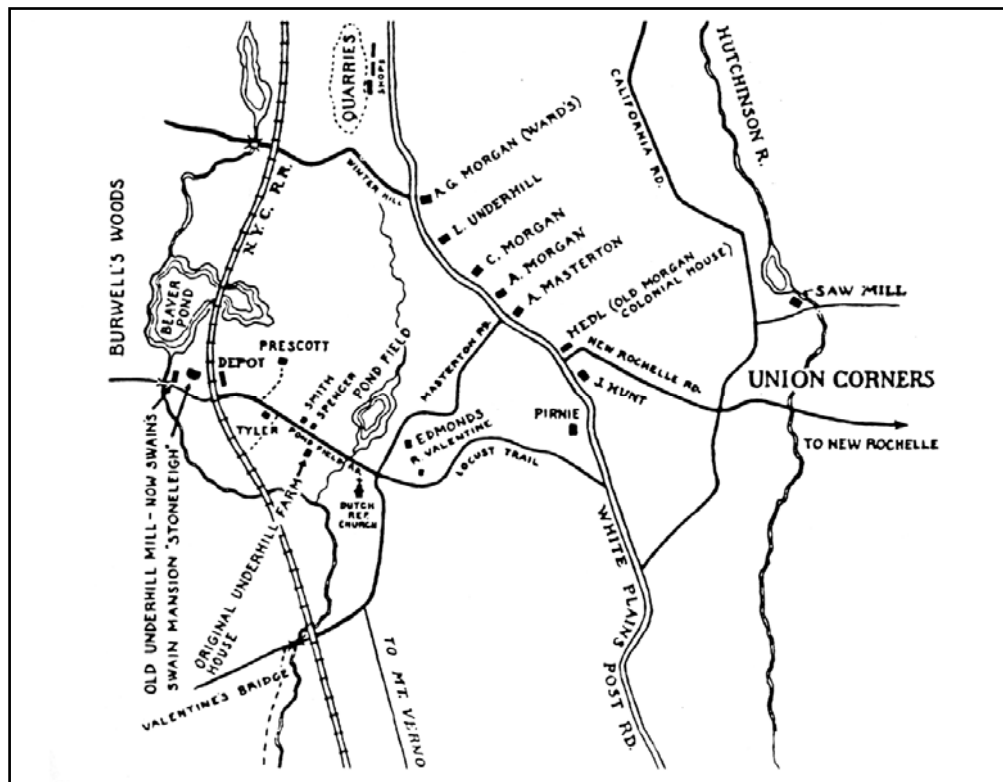 QUARRIES
SHOPS
HUTCHINSON R.
CALIFORNIA RD.
WINTER HILL
A.G. MORGAN (WARD'S)
L. UNDERHILL
C. MORGAN
A. MORGAN
A. MASTERTON
HEDL (OLD MORGAN
COLONIAL HOUSE)
N.Y.C. R.R.
BURWELL'S WOODS
BEAVER
POND
SAW MILL
PRESCOTT
DEPOT
SMITH
SPENCER
POND FIELD
MASTERTON RD.
NEW ROCHELLE RD.
UNION CORNERS
J. HUNT
TO NEW ROCHELLE
TYLER
POND FIELD RD.
EDMONDS
R. VALENTINE
PIRNIE
LOCUST TRAIL
DUTCH
REF.
CHURCH
OLD UNDERHILL MILL - NOW SWAINS
SWAIN MANSION "STONELEIGH"
ORIGINAL UNDERHILL FARM
HOUSE
VALENTINE'S BRIDGE
TO MT. VERNO
WHITE PLAINS POST RD.